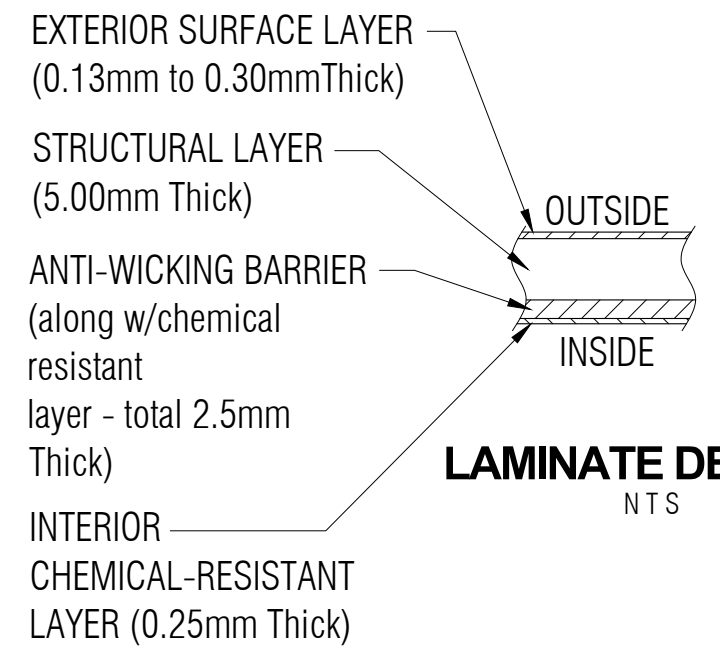 EXTERIOR SURFACE LAYER
(0.13mm to 0.30mmThick)
STRUCTURAL LAYER
(5.00mm Thick)
ANTI-WICKING BARRIER
(along w/chemical
resistant
layer - total 2.5mm
Thick)
INTERIOR
CHEMICAL-RESISTANT
LAYER (0.25mm Thick)
OUTSIDE
INSIDE
LAMINATE
NTS